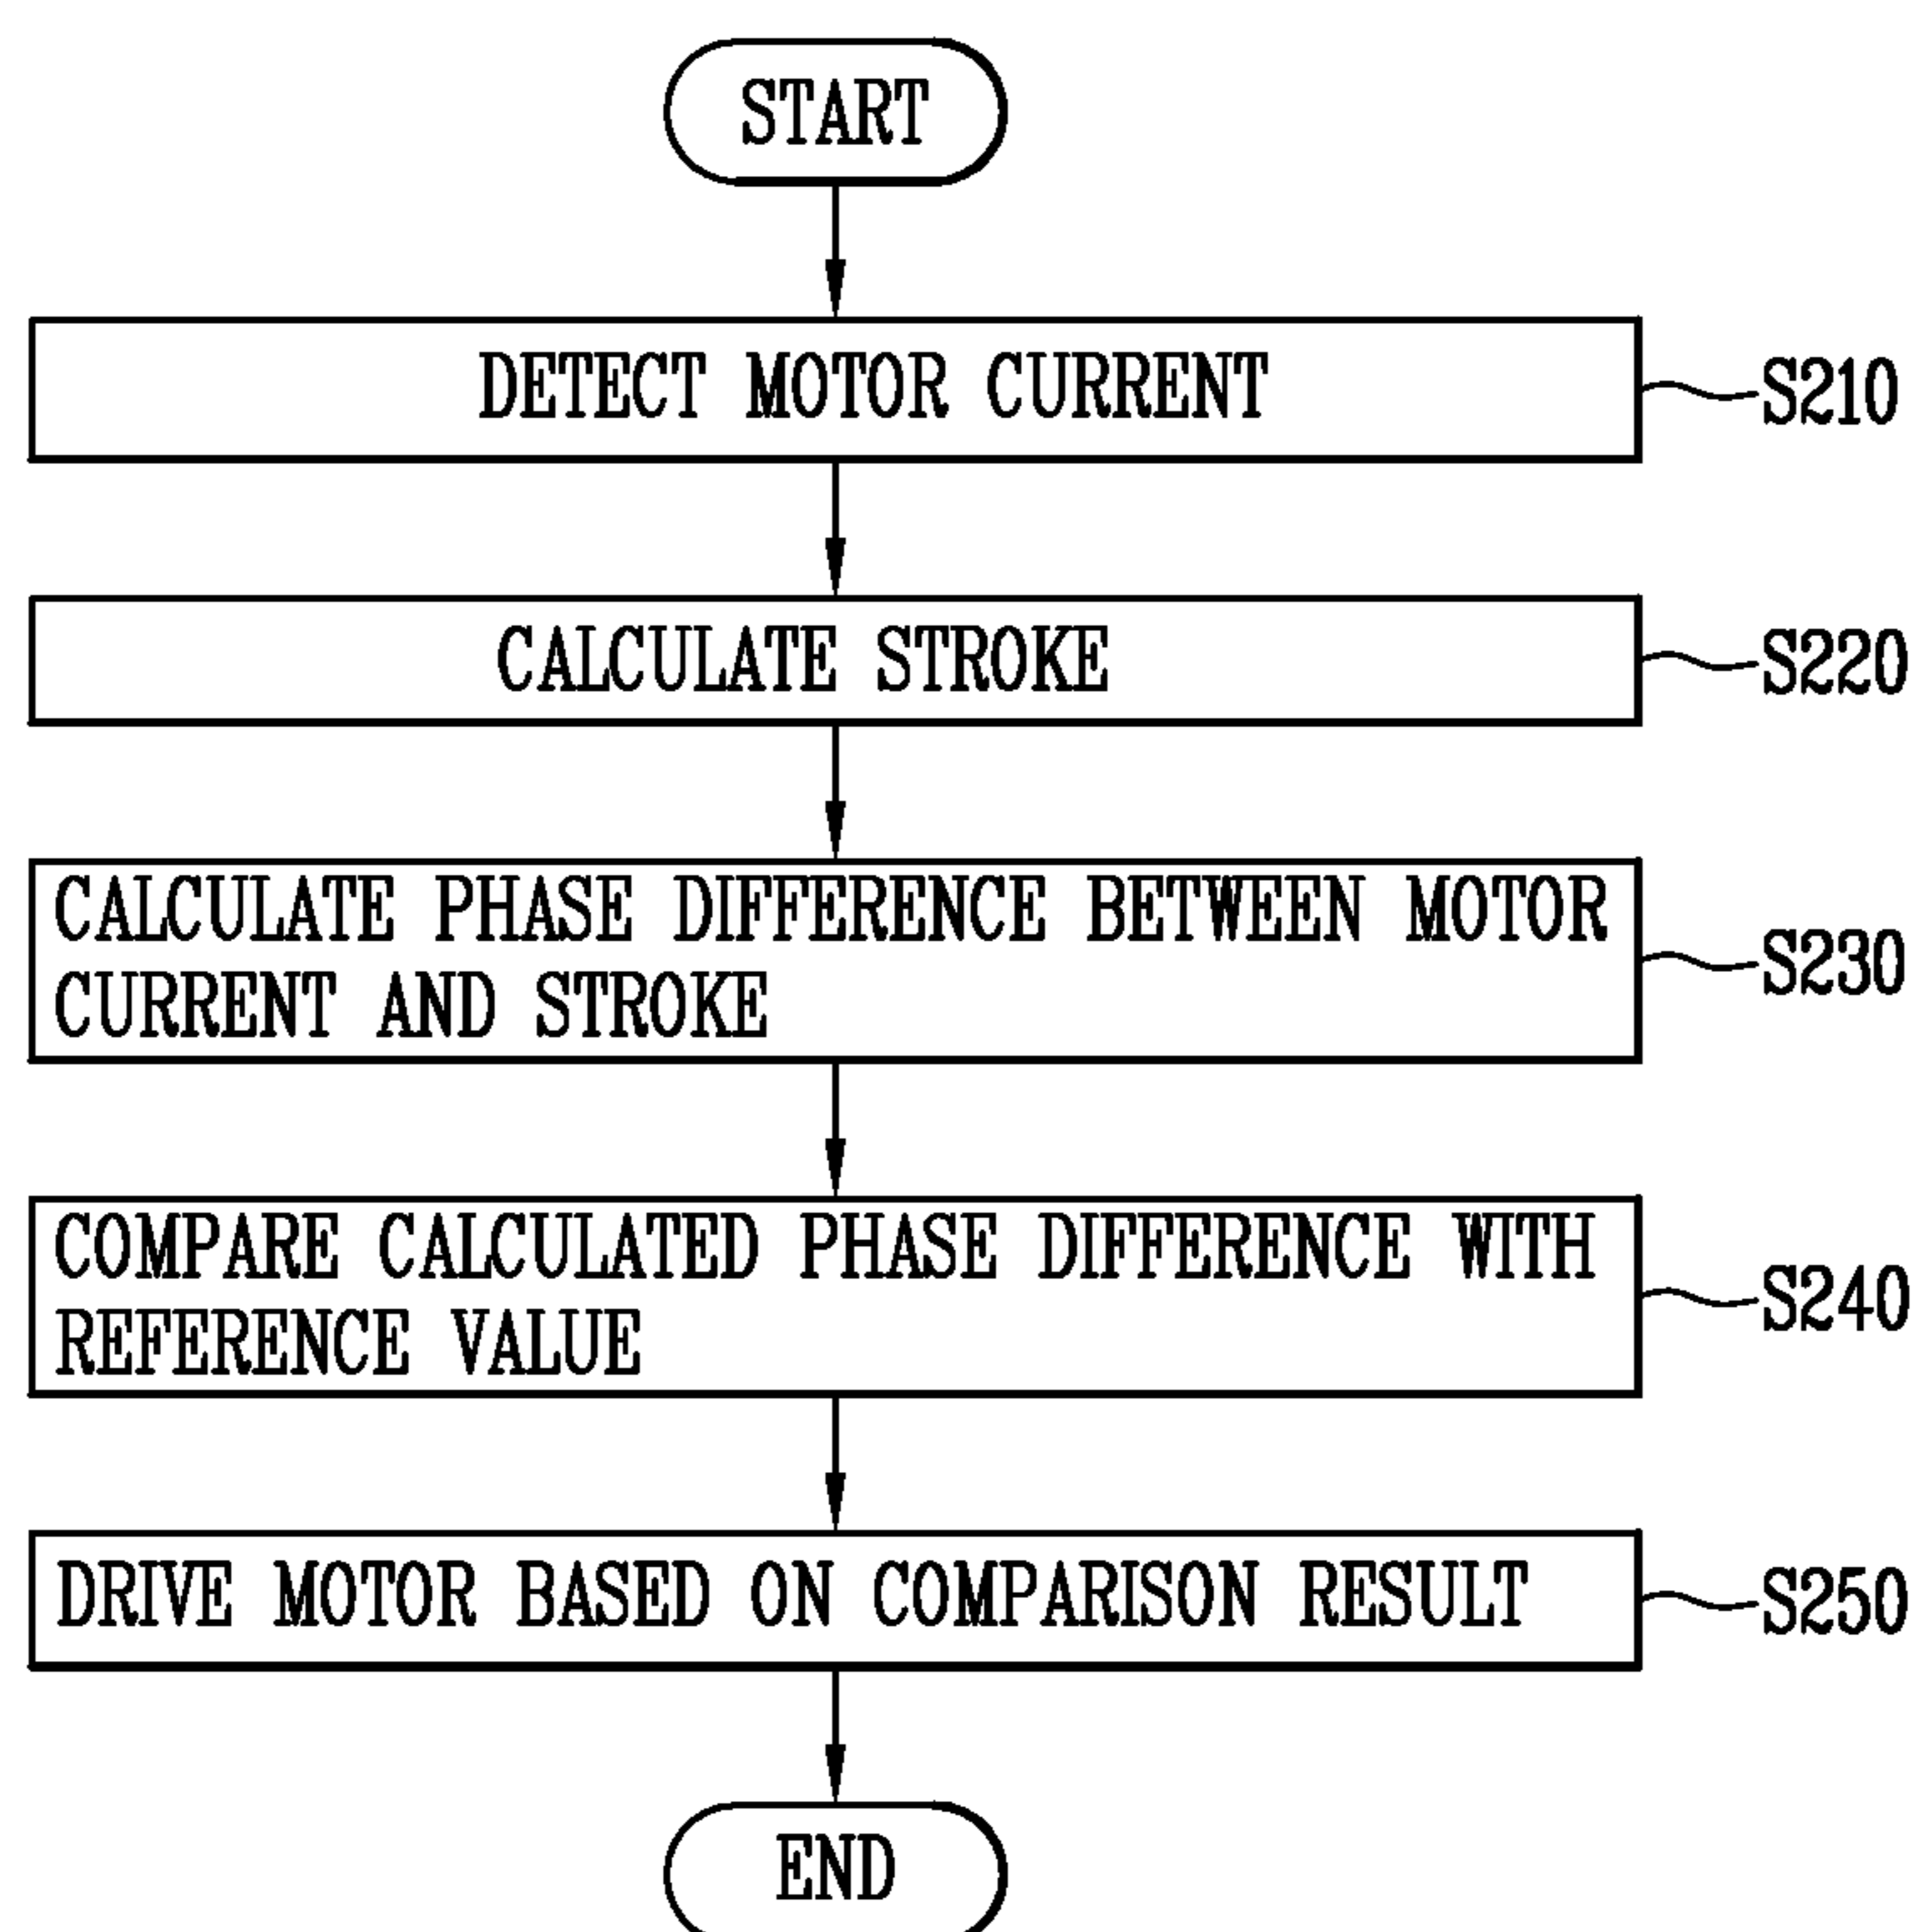 START
DETECT MOTOR CURRENT
S210
CALCULATE STROKE
S220
CALCULATE PHASE DIFFERENCE BETWEEN MOTOR
CURRENT AND STROKE
S230
COMPARE CALCULATED PHASE DIFFERENCE WITH
REFERENCE VALUE
S240
DRIVE MOTOR BASED ON COMPARISON RESULT
S250
END